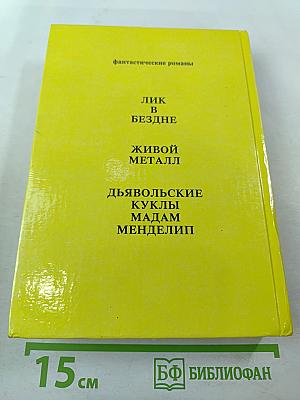 фантастические романы
ЛИК
В
БЕЗДНЕ
ЖИВОЙ
МЕТАЛЛ
ДЬЯВОЛЬСКИЕ
КУКЛЫ
МАДАМ
МЕНДЕЛИП
15 см
БФ БИБЛИОФАН